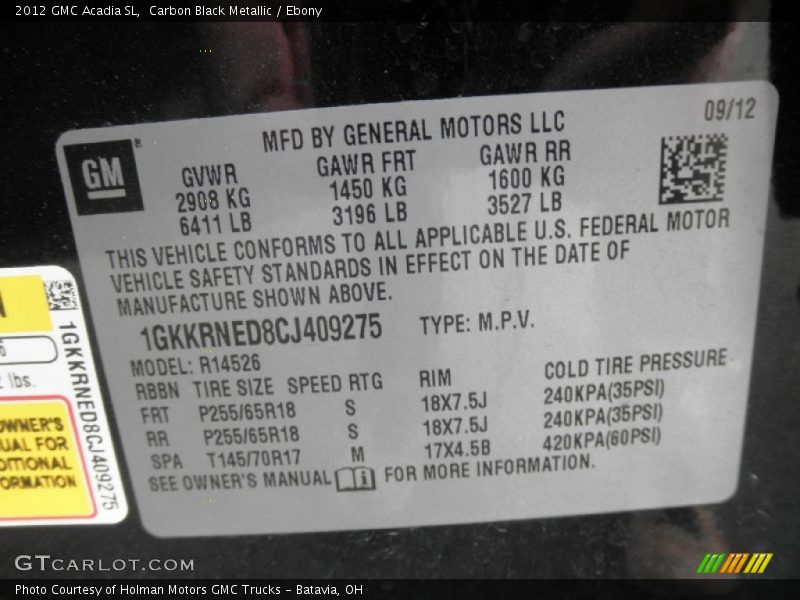 2012 GMC Acadia SL,  Carbon Black Metallic / Ebony
09/12
MFD BY GENERAL MOTORS LLC
GM
GVWR GAWR FRT GAWR RR
2908 KG 1450 KG 1600 KG
6411 LB 3196 LB 3527 LB
THIS VEHICLE CONFORMS TO ALL APPLICABLE U.S. FEDERAL MOTOR
VEHICLE SAFETY STANDARDS IN EFFECT ON THE DATE OF
MANUFACTURE SHOWN ABOVE.
1GKKRNED8CJ409275 TYPE: M.P.V.
MODEL: R14526
RBBN TIRE SIZE SPEED RTG RIM COLD TIRE PRESSURE
FRT P255/65R18 S 18X7.5J 240KPA(35PSI)
RR P255/65R18 S 18X7.5J 240KPA(35PSI)
SPA T145/70R17 M 17X4.5B 420KPA(60PSI)
SEE OWNER'S MANUAL i FOR MORE INFORMATION.
lbs.
OWNER'S
UAL FOR
DITIONAL
ORMATION
1GKKRNED8CJ409275
GTCARLOT.COM
Photo Courtesy of Holman Motors GMC Trucks – Batavia, OH